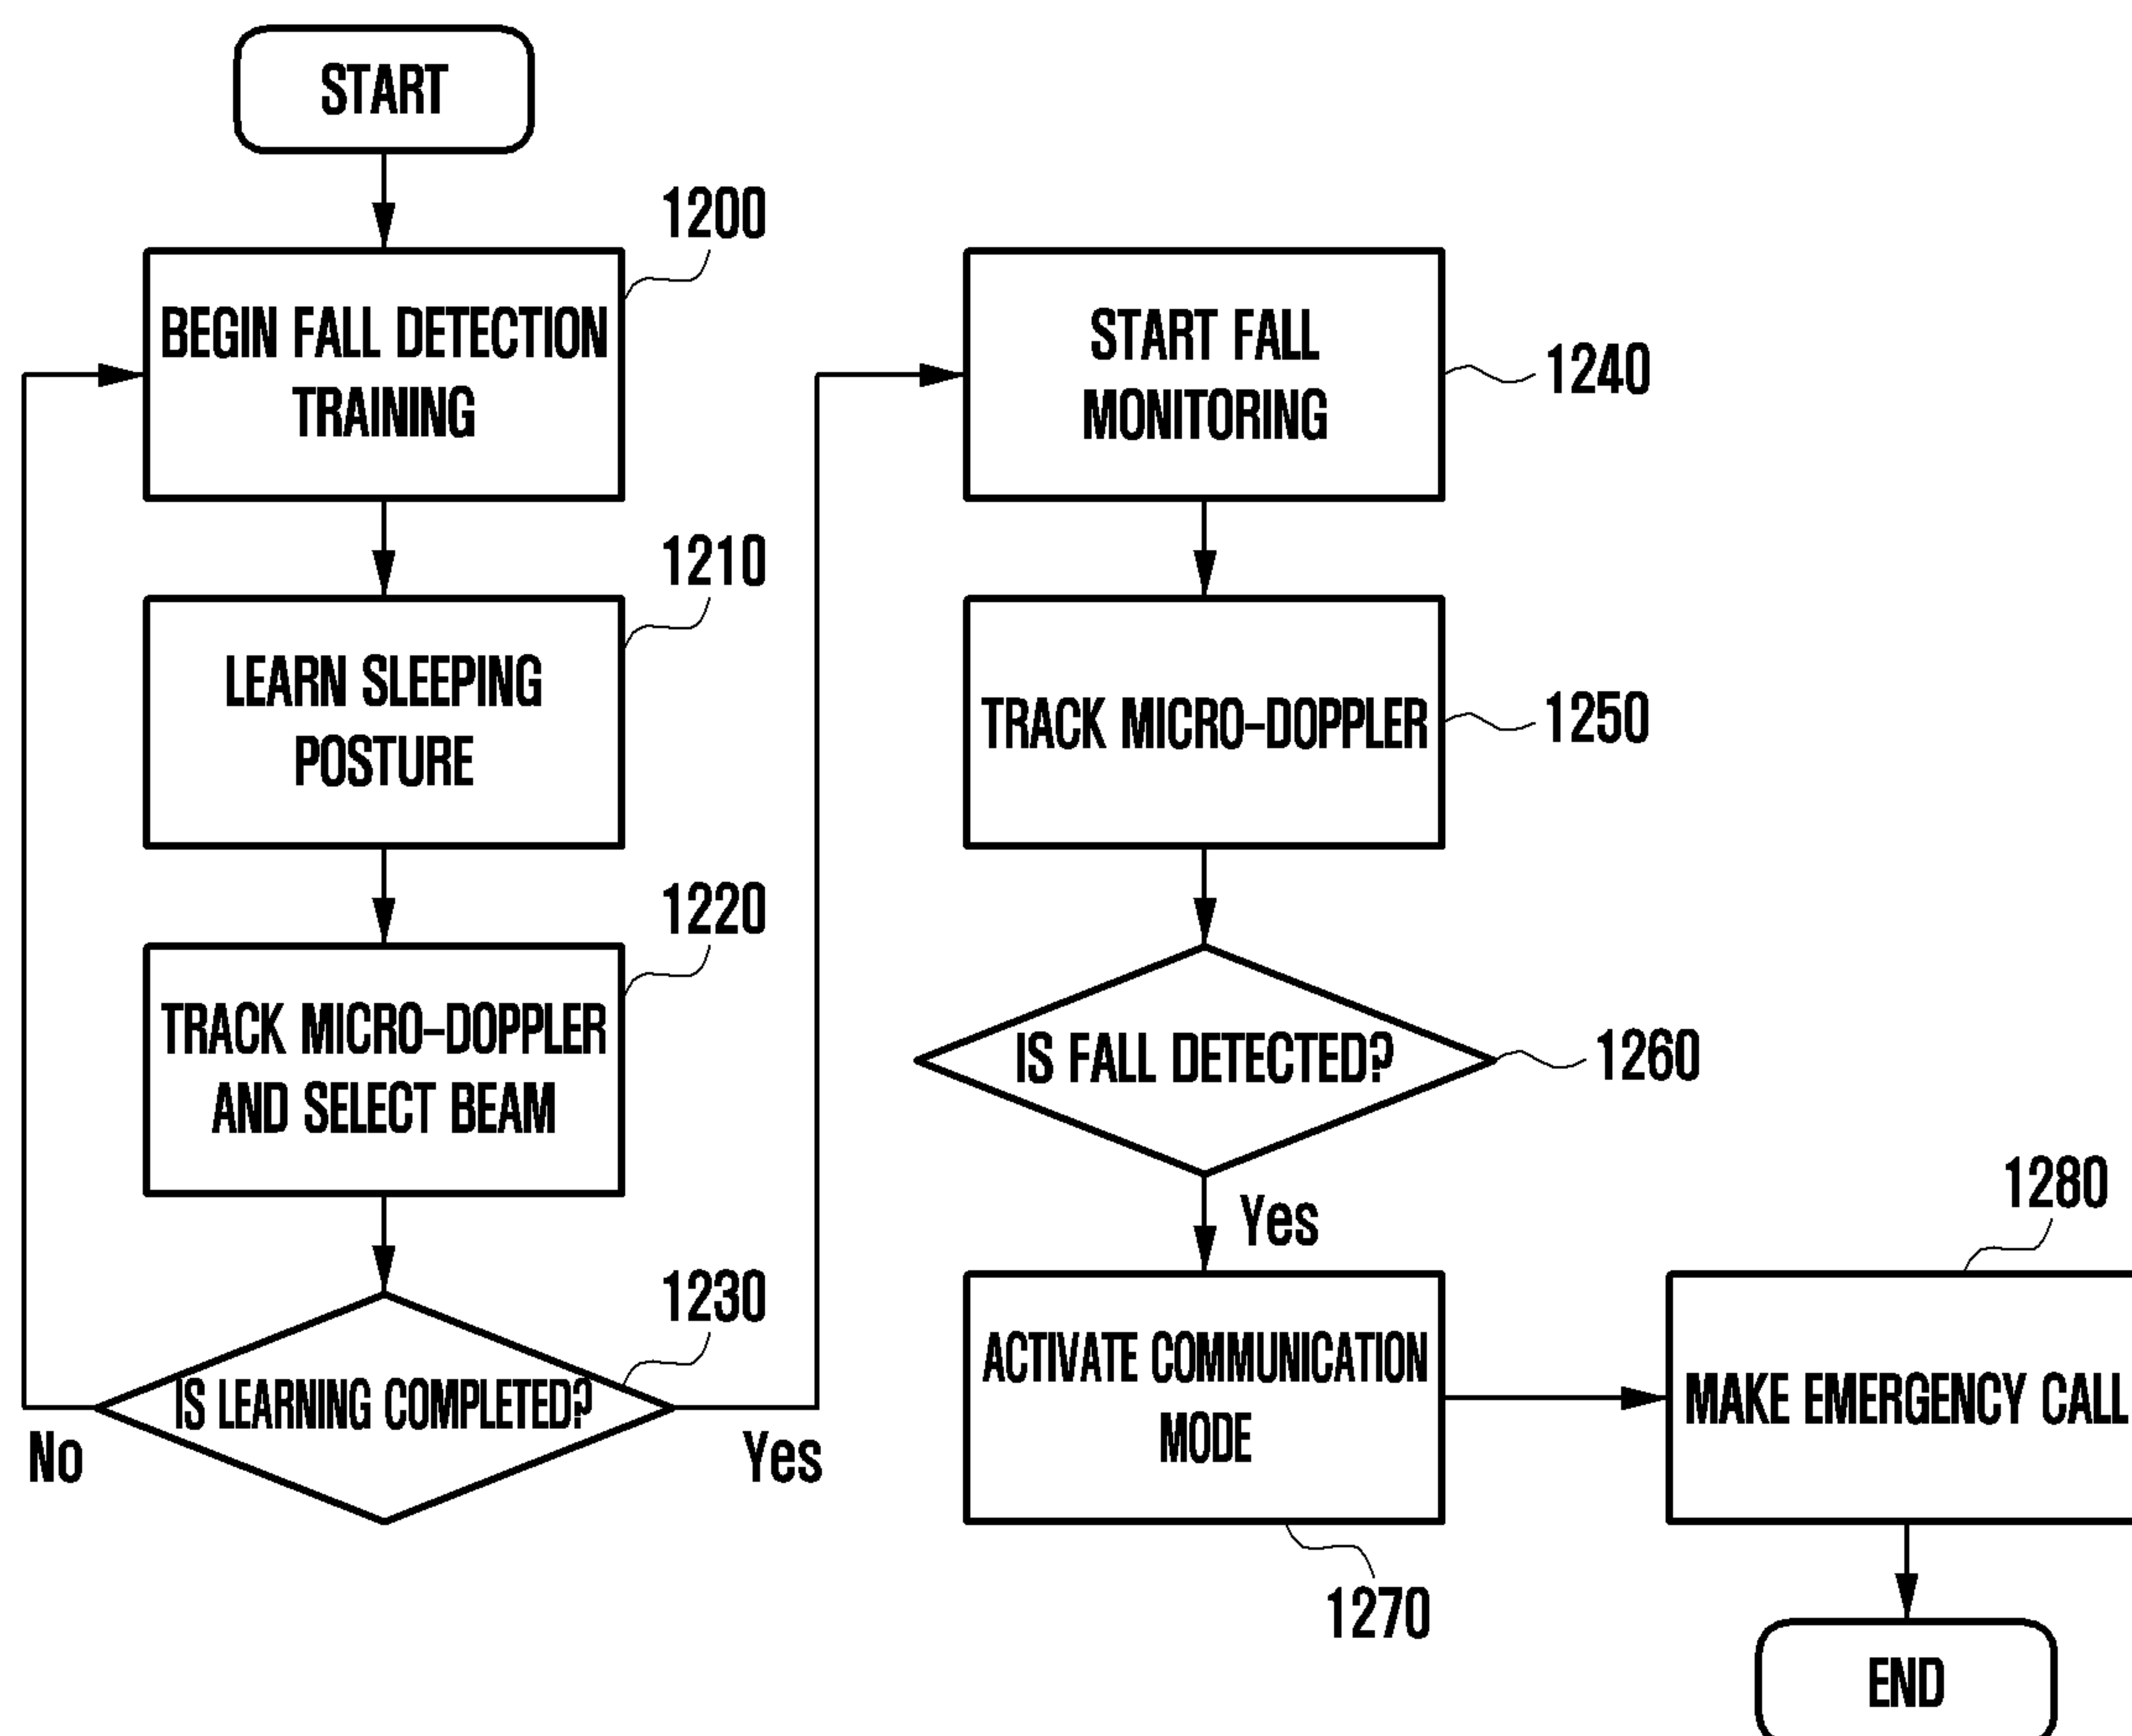 START
1200
BEGIN FALL DETECTION
TRAINING
1210
LEARN SLEEPING
POSTURE
1220
TRACK MICRO-DOPPLER
AND SELECT BEAM
1230
IS LEARNING COMPLETED?
No
Yes
START FALL
MONITORING
1240
TRACK MICRO-DOPPLER
1250
IS FALL DETECTED?
1260
Yes
ACTIVATE COMMUNICATION
MODE
1270
1280
MAKE EMERGENCY CALL
END